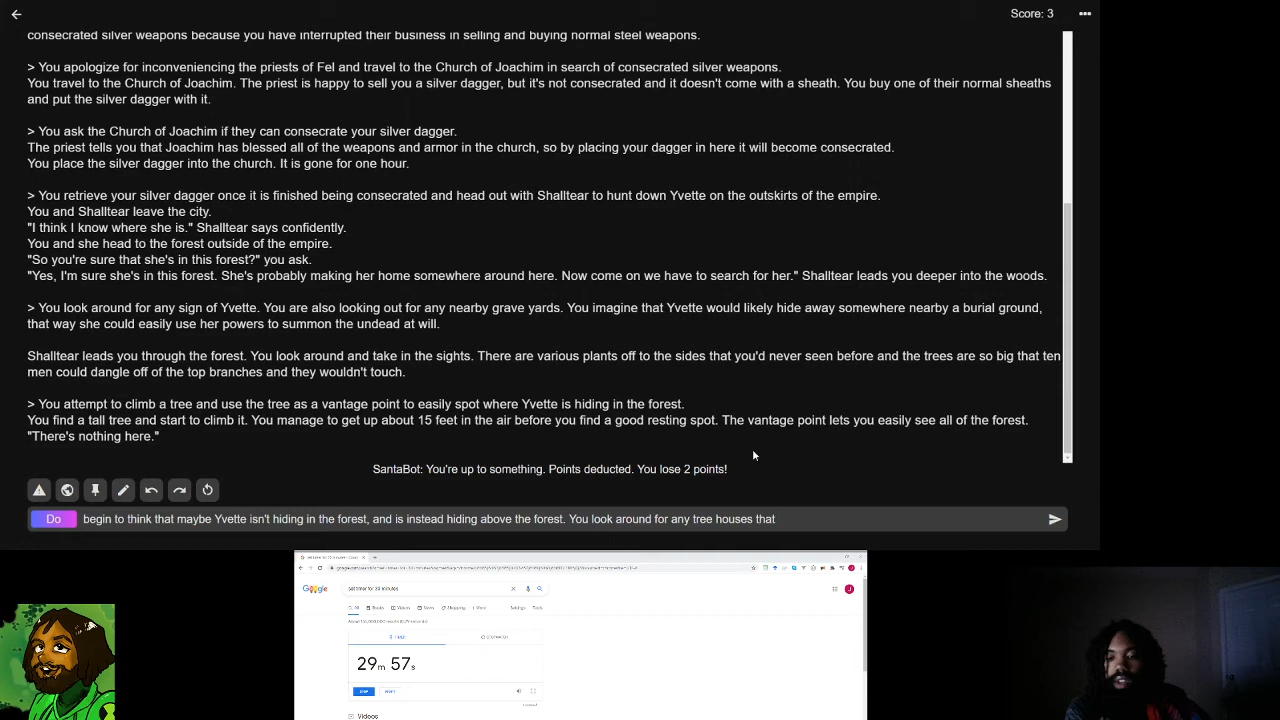 Score: 3
consecrated silver weapons because you have interrupted their business in selling and buying normal steel weapons.
> You apologize for inconveniencing the priests of Fel and travel to the Church of Joachim in search of consecrated silver weapons.
You travel to the Church of Joachim. The priest is happy to sell you a silver dagger, but it's not consecrated and it doesn't come with a sheath. You buy one of their normal sheaths
and put the silver dagger with it.
> You ask the Church of Joachim if they can consecrate your silver dagger.
The priest tells you that Joachim has blessed all of the weapons and armor in the church, so by placing your dagger in here it will become consecrated.
You place the silver dagger into the church. It is gone for one hour.
> You retrieve your silver dagger once it is finished being consecrated and head out with Shalltear to hunt down Yvette on the outskirts of the empire.
You and Shalltear leave the city.
"I think I know where she is." Shalltear says confidently.
You and she head to the forest outside of the empire.
"So you're sure that she's in this forest?" you ask.
"Yes, I'm sure she's in this forest. She's probably making her home somewhere around here. Now come on we have to search for her." Shalltear leads you deeper into the woods.
> You look around for any sign of Yvette. You are also looking out for any nearby grave yards. You imagine that Yvette would likely hide away somewhere nearby a burial ground,
that way she could easily use her powers to summon the undead at will.
Shalltear leads you through the forest. You look around and take in the sights. There are various plants off to the sides that you'd never seen before and the trees are so big that ten
men could dangle off of the top branches and they wouldn't touch.
> You attempt to climb a tree and use the tree as a vantage point to easily spot where Yvette is hiding in the forest.
You find a tall tree and start to climb it. You manage to get up about 15 feet in the air before you find a good resting spot. The vantage point lets you easily see all of the forest.
"There's nothing here."
SantaBot: You're up to something. Points deducted. You lose 2 points!
Do begin to think that maybe Yvette isn't hiding in the forest, and is instead hiding above the forest. You look around for any tree houses that
Google
set timer for 30 minutes
All Books Videos News Shopping More Settings Tools
TIMER STOPWATCH
29m 57s
STOP RESET
Videos